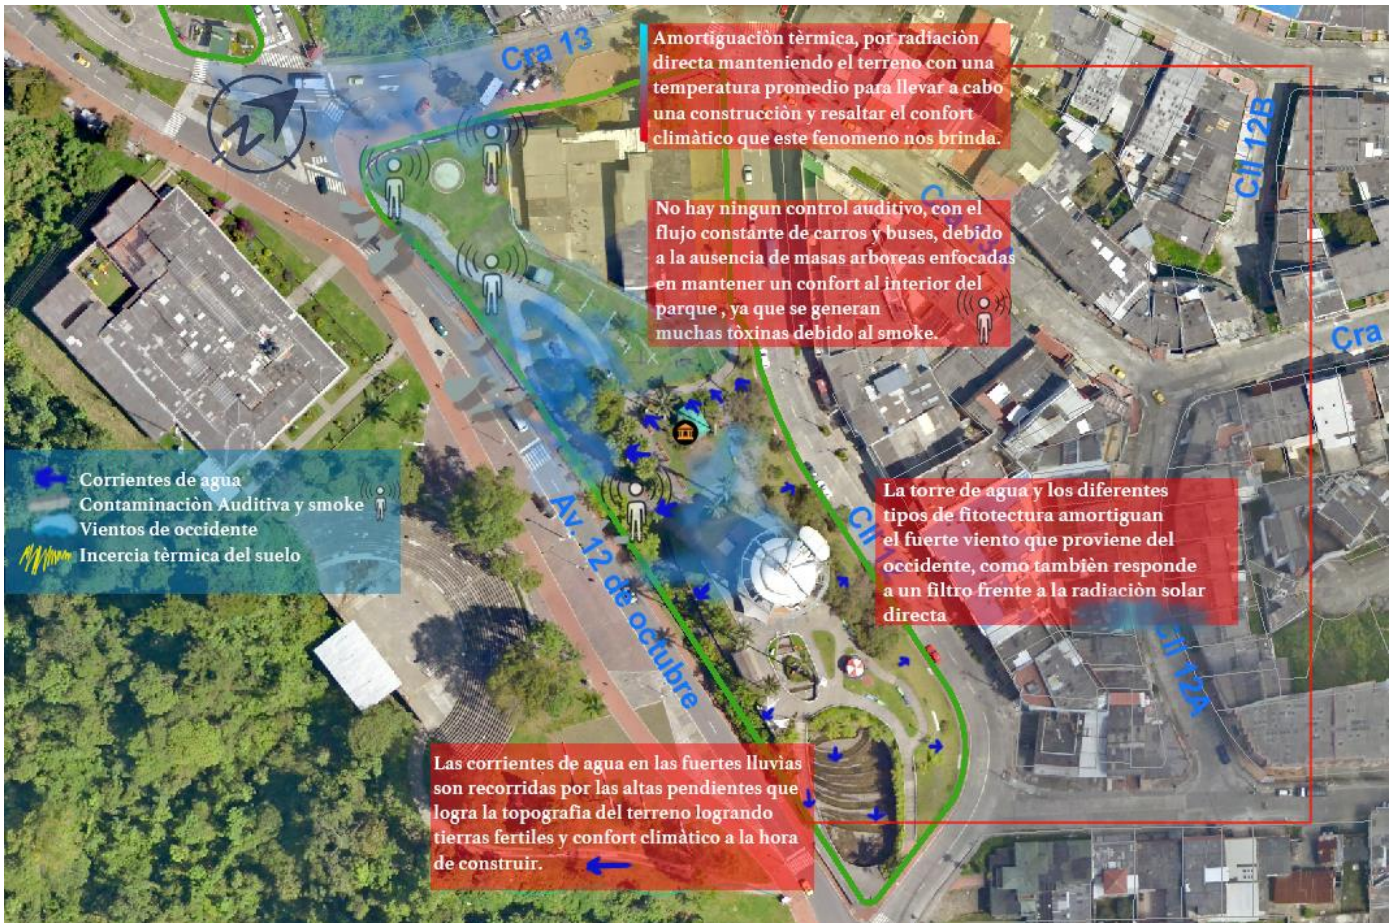 Cra 13
Amortiguaciòn tèrmica, por radiaciòn
directa manteniendo el terreno con una
temperatura promedio para llevar a cabo
una construcciòn y resaltar el confort
climàtico que este fenomeno nos brinda.
Cll 12B
N
No hay ningun control auditivo, con el
flujo constante de carros y buses, debido
a la ausencia de masas arboreas enfocadas
en mantener un confort al interior del
parque , ya que se generan
muchas tòxinas debido al smoke.
Cra
Corrientes de agua
Contaminaciòn Auditiva y smoke
Vientos de occidente
Incercia tèrmica del suelo
Av. 12 de octubre
Cll
La torre de agua y los diferentes
tipos de fitotectura amortiguan
el fuerte viento que proviene del
occidente, como tambièn responde
a un filtro frente a la radiaciòn solar
directa
Cll 12A
Las corrientes de agua en las fuertes lluvias
son recorridas por las altas pendientes que
logra la topografia del terreno logrando
tierras fertiles y confort climàtico a la hora
de construir.